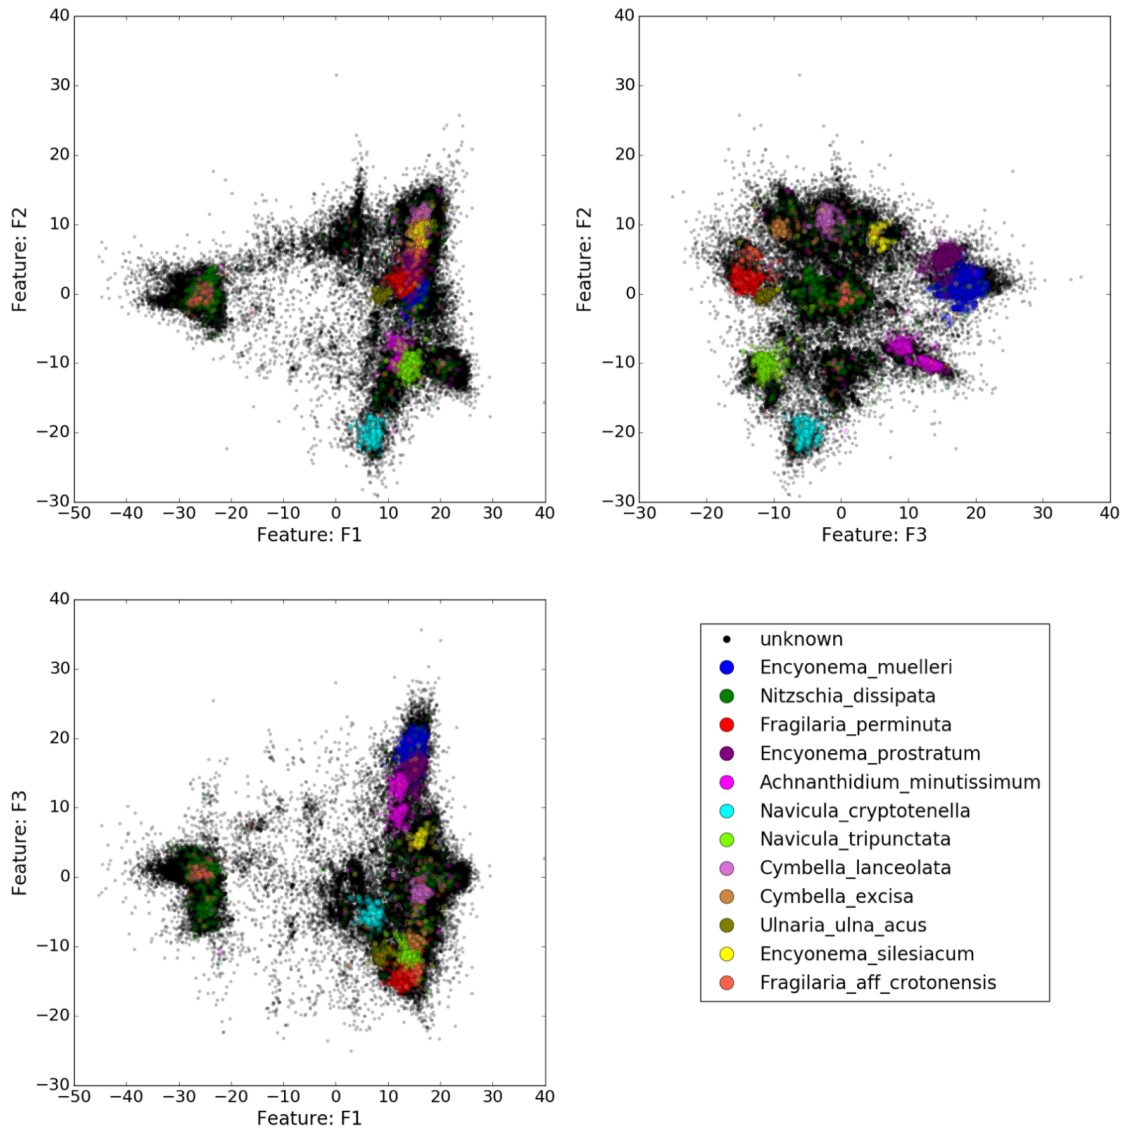 40
30
20
10
0
−10
−20
−30
Feature: F2
−50 −40 −30 −20 −10 0 10 20 30 40
Feature: F1
40
30
20
10
0
−10
−20
−30
Feature: F2
−30 −20 −10 0 10 20 30 40
Feature: F3
40
30
20
10
0
−10
−20
−30
Feature: F3
−50 −40 −30 −20 −10 0 10 20 30 40
Feature: F1
unknown
Encyonema_muelleri
Nitzschia_dissipata
Fragilaria_perminuta
Encyonema_prostratum
Achnanthidium_minutissimum
Navicula_cryptotenella
Navicula_tripunctata
Cymbella_lanceolata
Cymbella_excisa
Ulnaria_ulna_acus
Encyonema_silesiacum
Fragilaria_aff_crotonensis